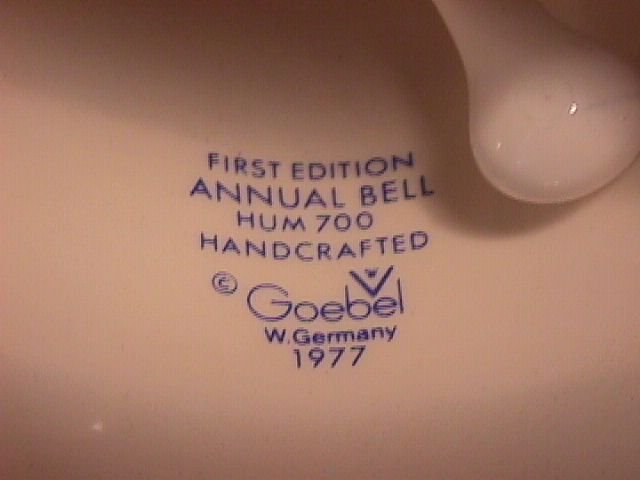 FIRST EDITION
ANNUAL BELL
HUM 700
HANDCRAFTED
© Goebel
W. Germany
1977